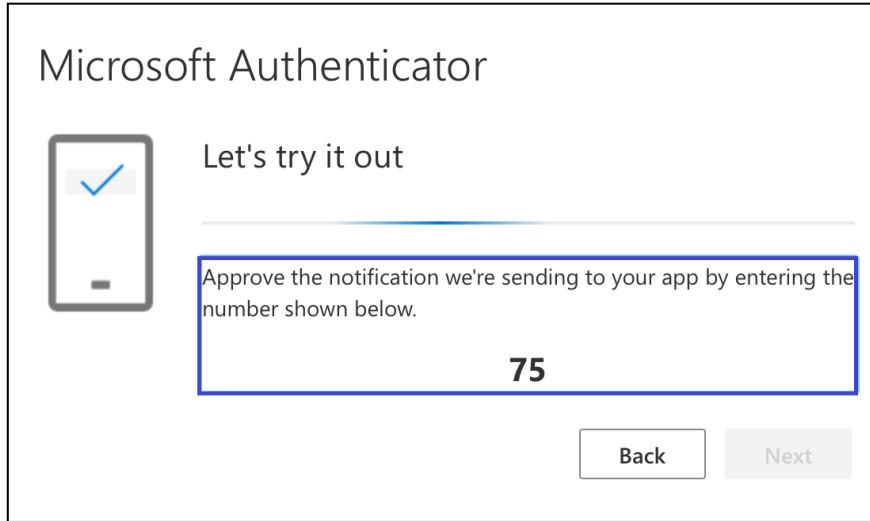 Microsoft Authenticator
Let's try it out
Approve the notification we're sending to your app by entering the
number shown below.
75
Back
Next